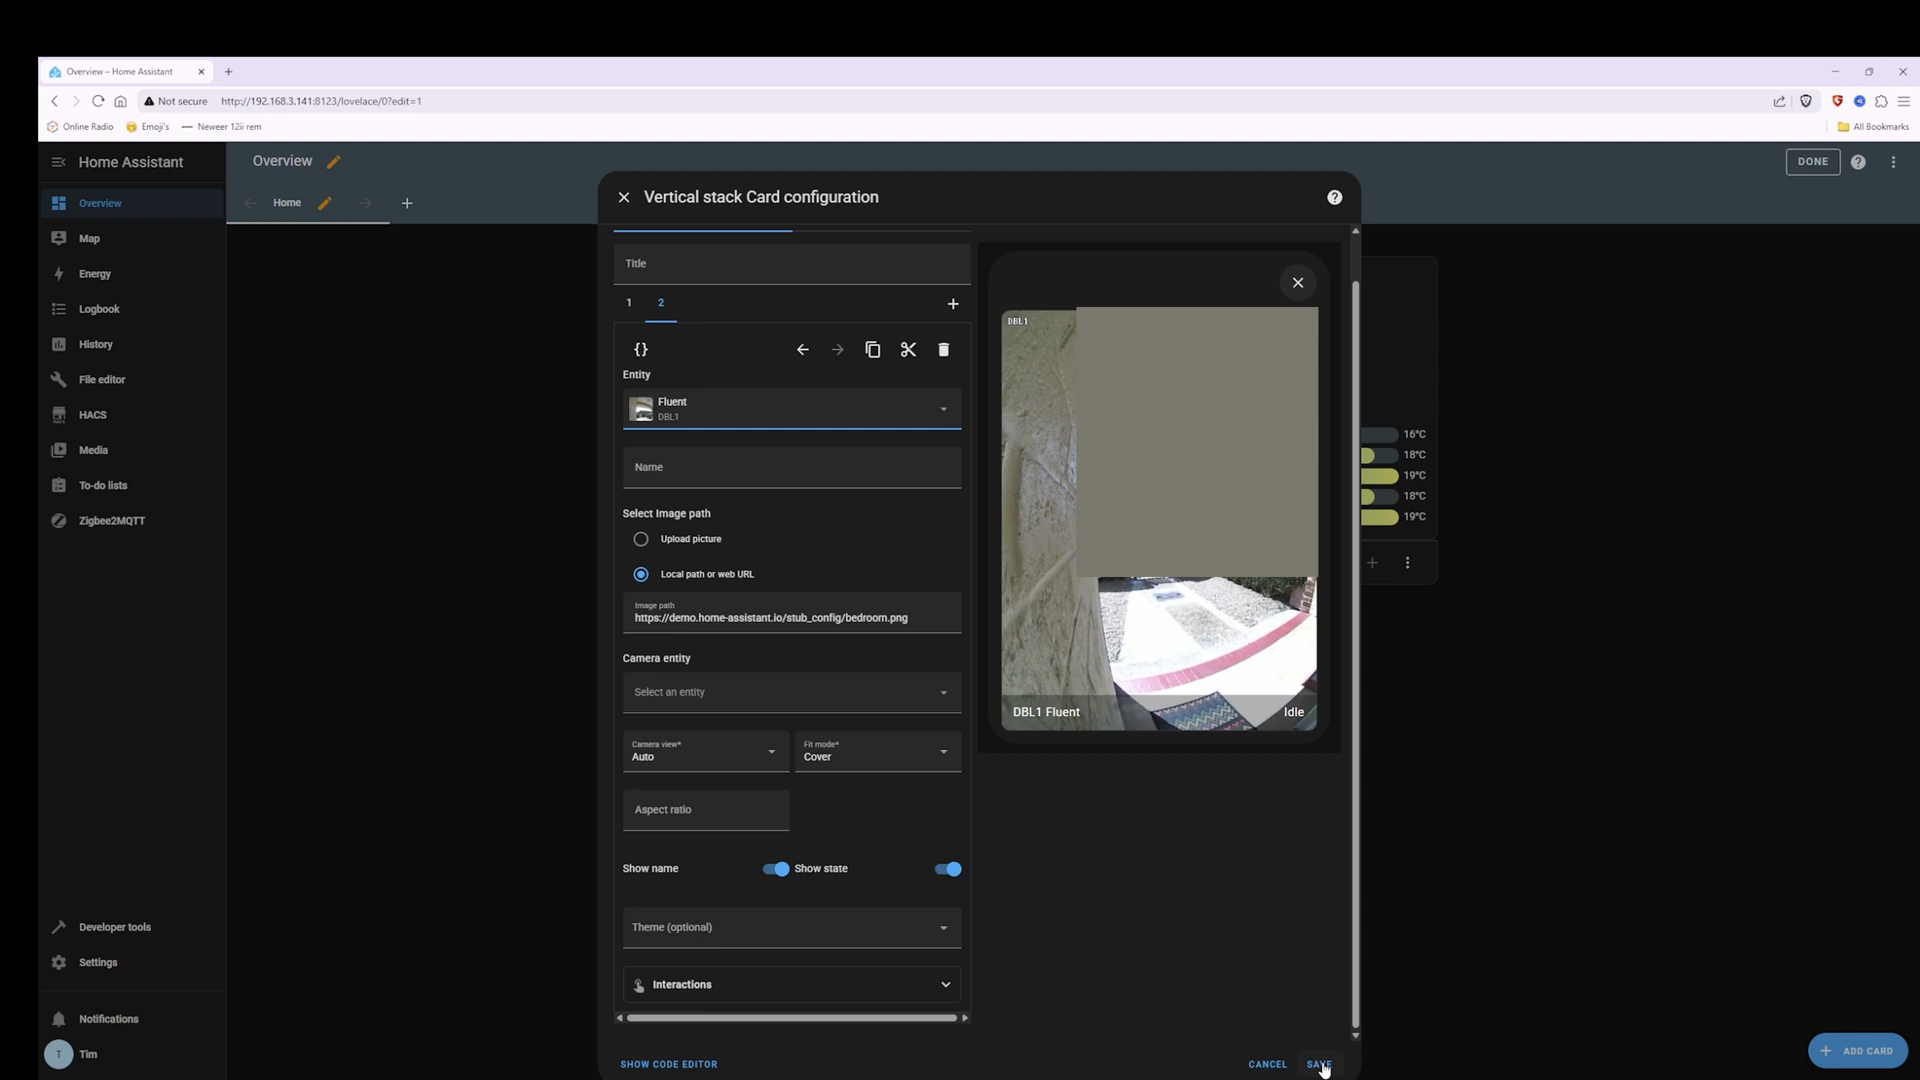 Overview – Home Assistant
Not secure http://192.168.3.141:8123/lovelace/0?edit=1
Online Radio Emoji's Neweer 12ii rem All Bookmarks
Home Assistant
Overview
DONE
Home
Overview
Map
Energy
Logbook
History
File editor
HACS
Media
To-do lists
Zigbee2MQTT
Developer tools
Settings
Notifications
T Tim
Vertical stack Card configuration
Title
1 2
{}
Entity
Fluent
DBL1
Name
Select Image path
Upload picture
Local path or web URL
Image path
https://demo.home-assistant.io/stub_config/bedroom.png
Camera entity
Select an entity
Camera view*
Auto
Fit mode*
Cover
Aspect ratio
Show name Show state
Theme (optional)
Interactions
SHOW CODE EDITOR
CANCEL SAVE
DBL1
DBL1 Fluent Idle
16°C
18°C
19°C
18°C
19°C
ADD CARD